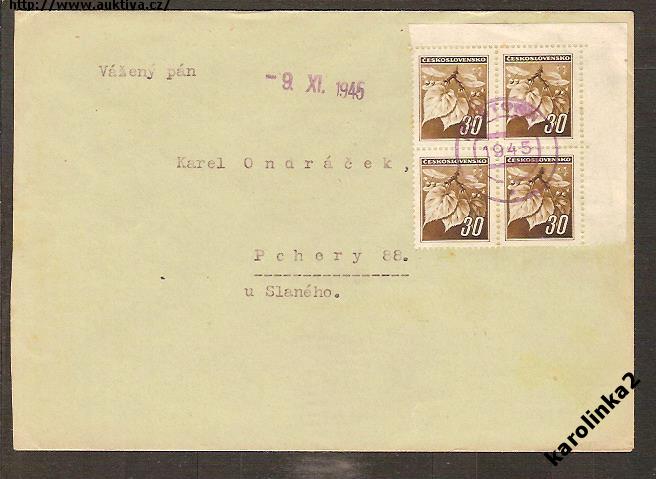 http://www.auktiva.cz/
Vážený pán
- 9. XI. 1945
Karel Ondráček,
Pchery 88.
u Slaného.
ČESKOSLOVENSKO
30
ČESKOSLOVENSKO
30
ČESKOSLOVENSKO
30
ČESKOSLOVENSKO
30
1945
karolinka2